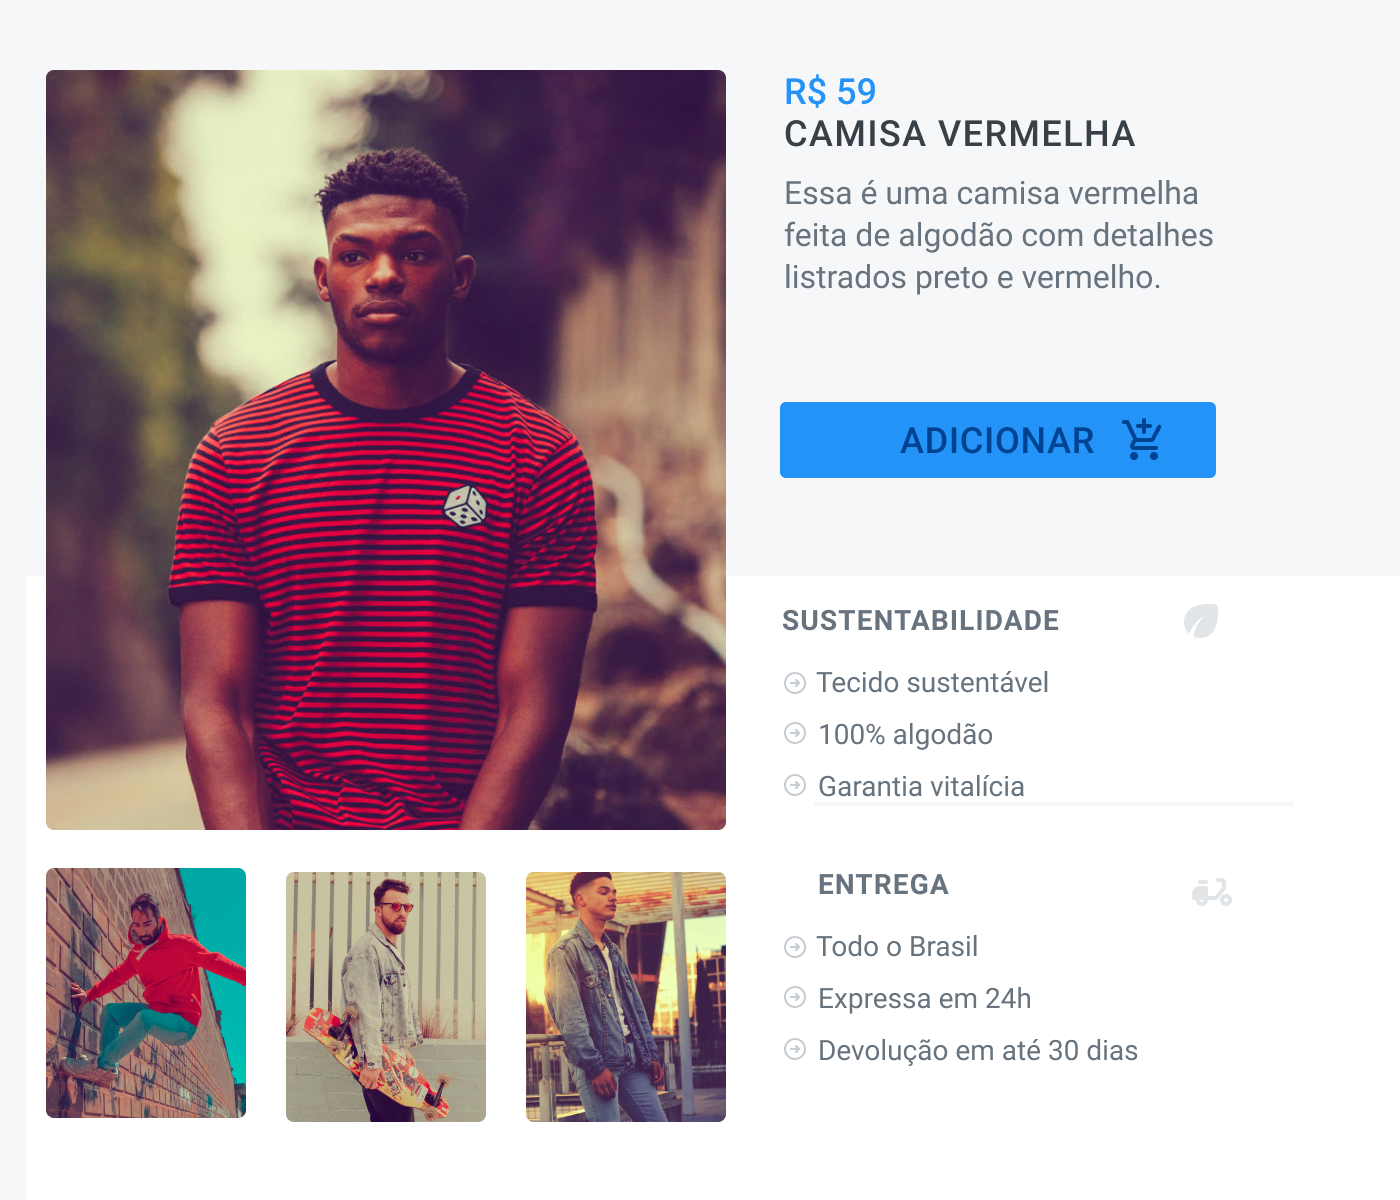 R$ 59
CAMISA VERMELHA
Essa é uma camisa vermelha
feita de algodão com detalhes
listrados preto e vermelho.
ADICIONAR
SUSTENTABILIDADE
Tecido sustentável
100% algodão
Garantia vitalícia
ENTREGA
Todo o Brasil
Expressa em 24h
Devolução em até 30 dias